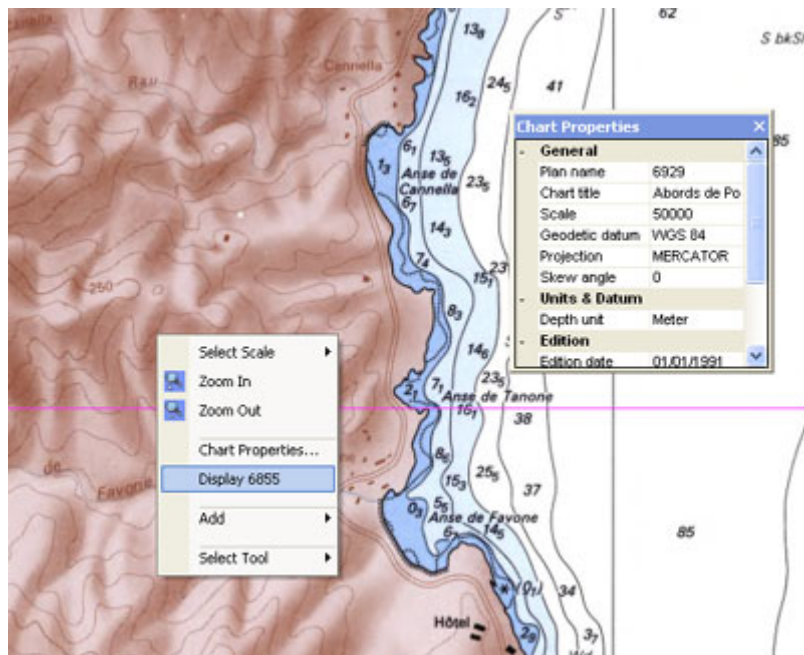 Cannella
Rau
13₈
S
62
S bkSh
16₂
24₅
41
85
1₃
6₁
13₅
Anse de
Cannella
6₇
23₅
14₃
7₄
15₁
23
250
8₃
14₆
23₅
2₁
7₁
Anse de Tanone
16₁
38
8₆
15₃
25₅
37
de
Favone
0₃
5₅
Anse de Favone
6₇
14₅
85
(0₁)
34
Hôtel
2₉
3₇
Chart Properties
- General
Plan name 6929
Chart title Abords de Po
Scale 50000
Geodetic datum WGS 84
Projection MERCATOR
Skew angle 0
- Units & Datum
Depth unit Meter
- Edition
Edition date 01/01/1991
Select Scale
Zoom In
Zoom Out
Chart Properties...
Display 6855
Add
Select Tool